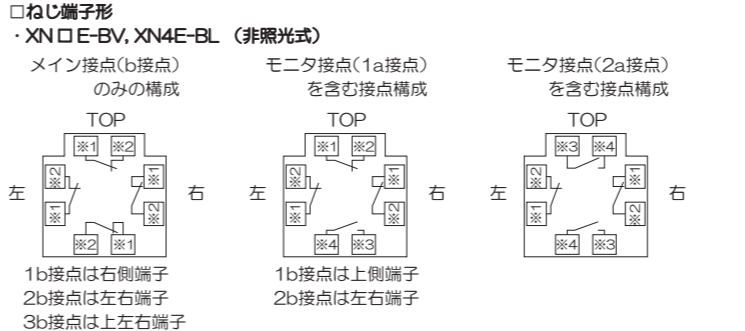 □ねじ端子形
・XN□E-BV, XN4E-BL （非照光式）
メイン接点(b接点)
のみの構成
TOP
※1 ※2
※2 ※1
左 右
※1 ※2
※2 ※1
1b接点は右側端子
2b接点は左右端子
3b接点は上左右端子
モニタ接点(1a接点)
を含む接点構成
TOP
※1 ※2
※2 ※1
左 右
※1 ※2
※4 ※3
1b接点は上側端子
2b接点は左右端子
モニタ接点(2a接点)
を含む接点構成
TOP
※3 ※4
※2 ※1
左 右
※1 ※2
※4 ※3